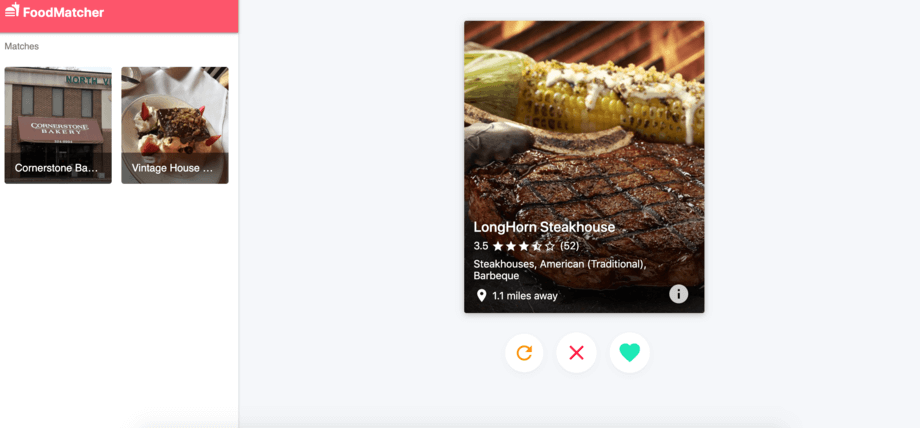 FoodMatcher
Matches
NORTH V
CORNERSTONE
BAKERY
Cornerstone Ba...
Vintage House ...
LongHorn Steakhouse
3.5 (52)
Steakhouses, American (Traditional),
Barbeque
1.1 miles away
i